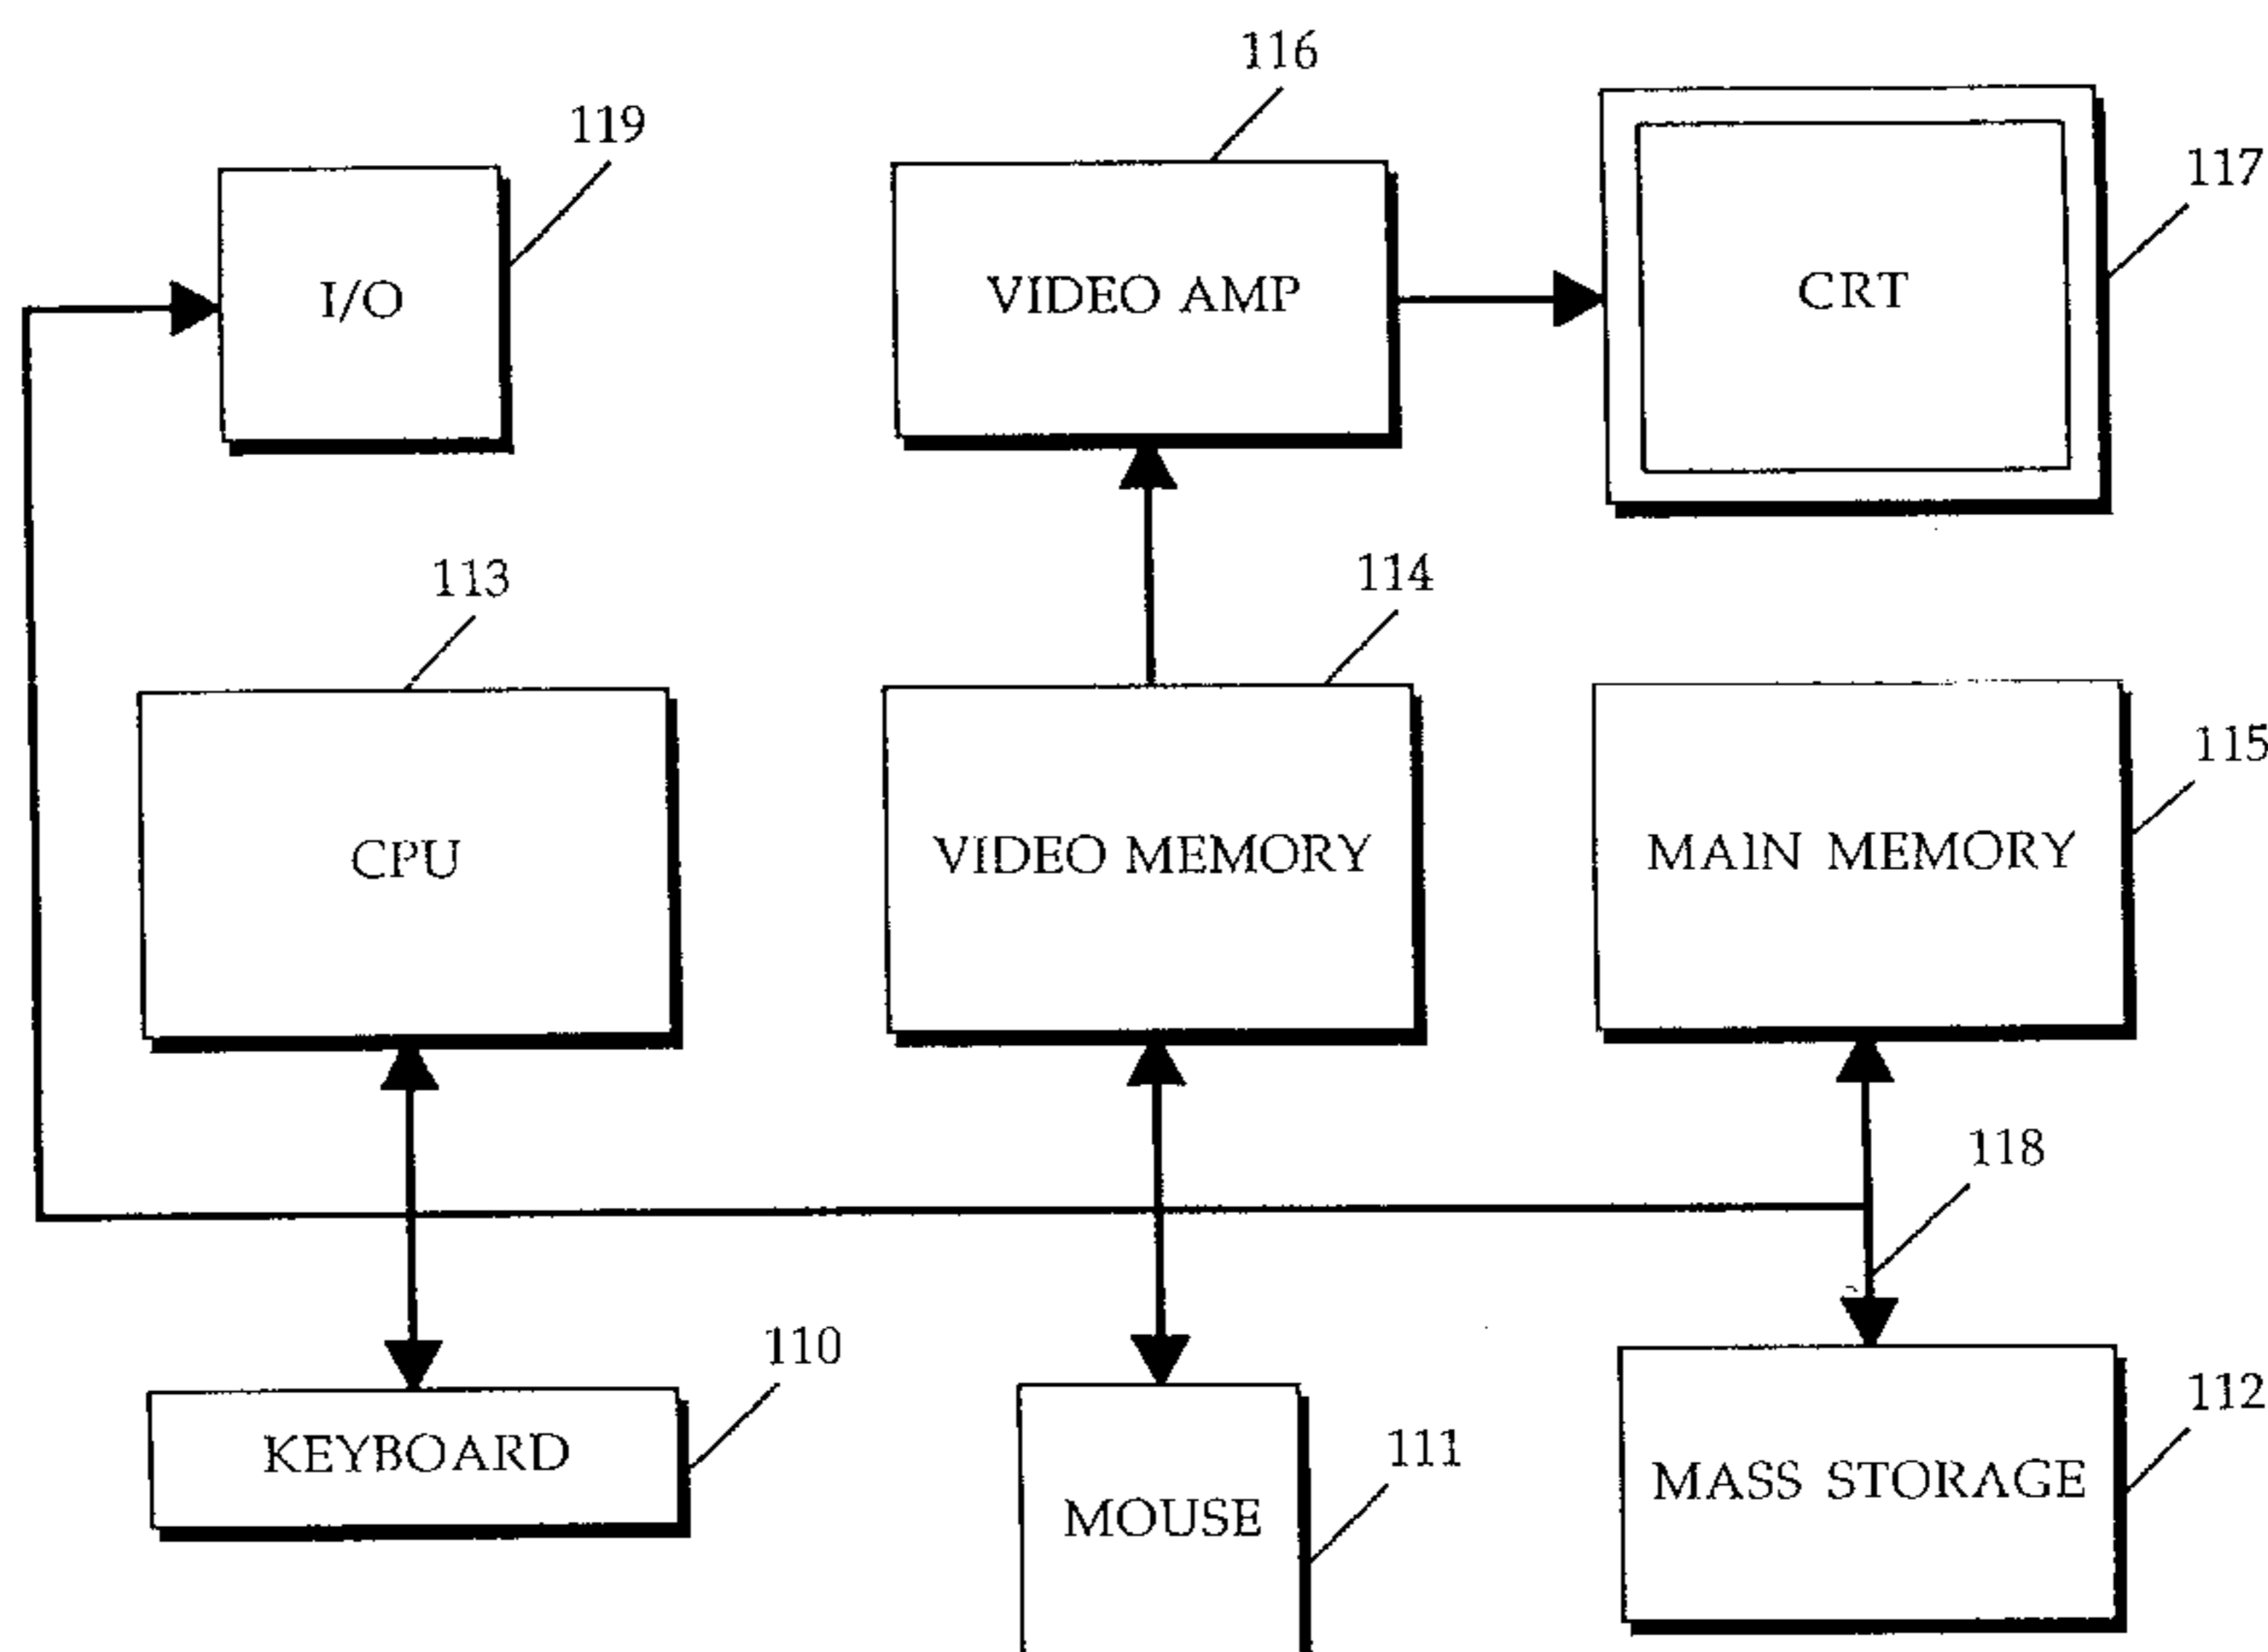 116
119
117
I/O
VIDEO AMP
CRT
113
114
115
CPU
VIDEO MEMORY
MAIN MEMORY
118
110
112
KEYBOARD
111
MASS STORAGE
MOUSE